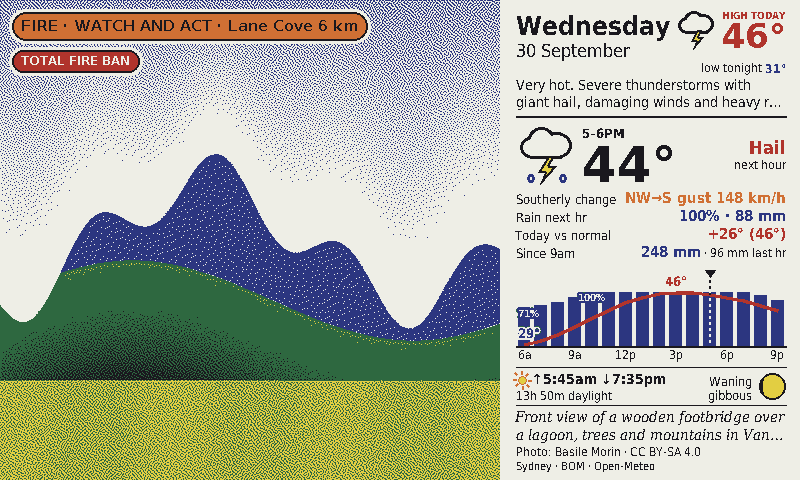 FIRE · WATCH AND ACT · Lane Cove 6 km
TOTAL FIRE BAN
Wednesday
30 September
HIGH TODAY
46°
low tonight 31°
Very hot. Severe thunderstorms with
giant hail, damaging winds and heavy r…
5-6PM
44°
Hail
next hour
Southerly change NW→S gust 148 km/h
Rain next hr 100% · 88 mm
Today vs normal +26° (46°)
Since 9am 248 mm · 96 mm last hr
46°
100%
71%
29°
6a 9a 12p 3p 6p 9p
↑5:45am ↓7:35pm
13h 50m daylight
Waning
gibbous
Front view of a wooden footbridge over
a lagoon, trees and mountains in Van…
Photo: Basile Morin · CC BY-SA 4.0
Sydney · BOM · Open-Meteo